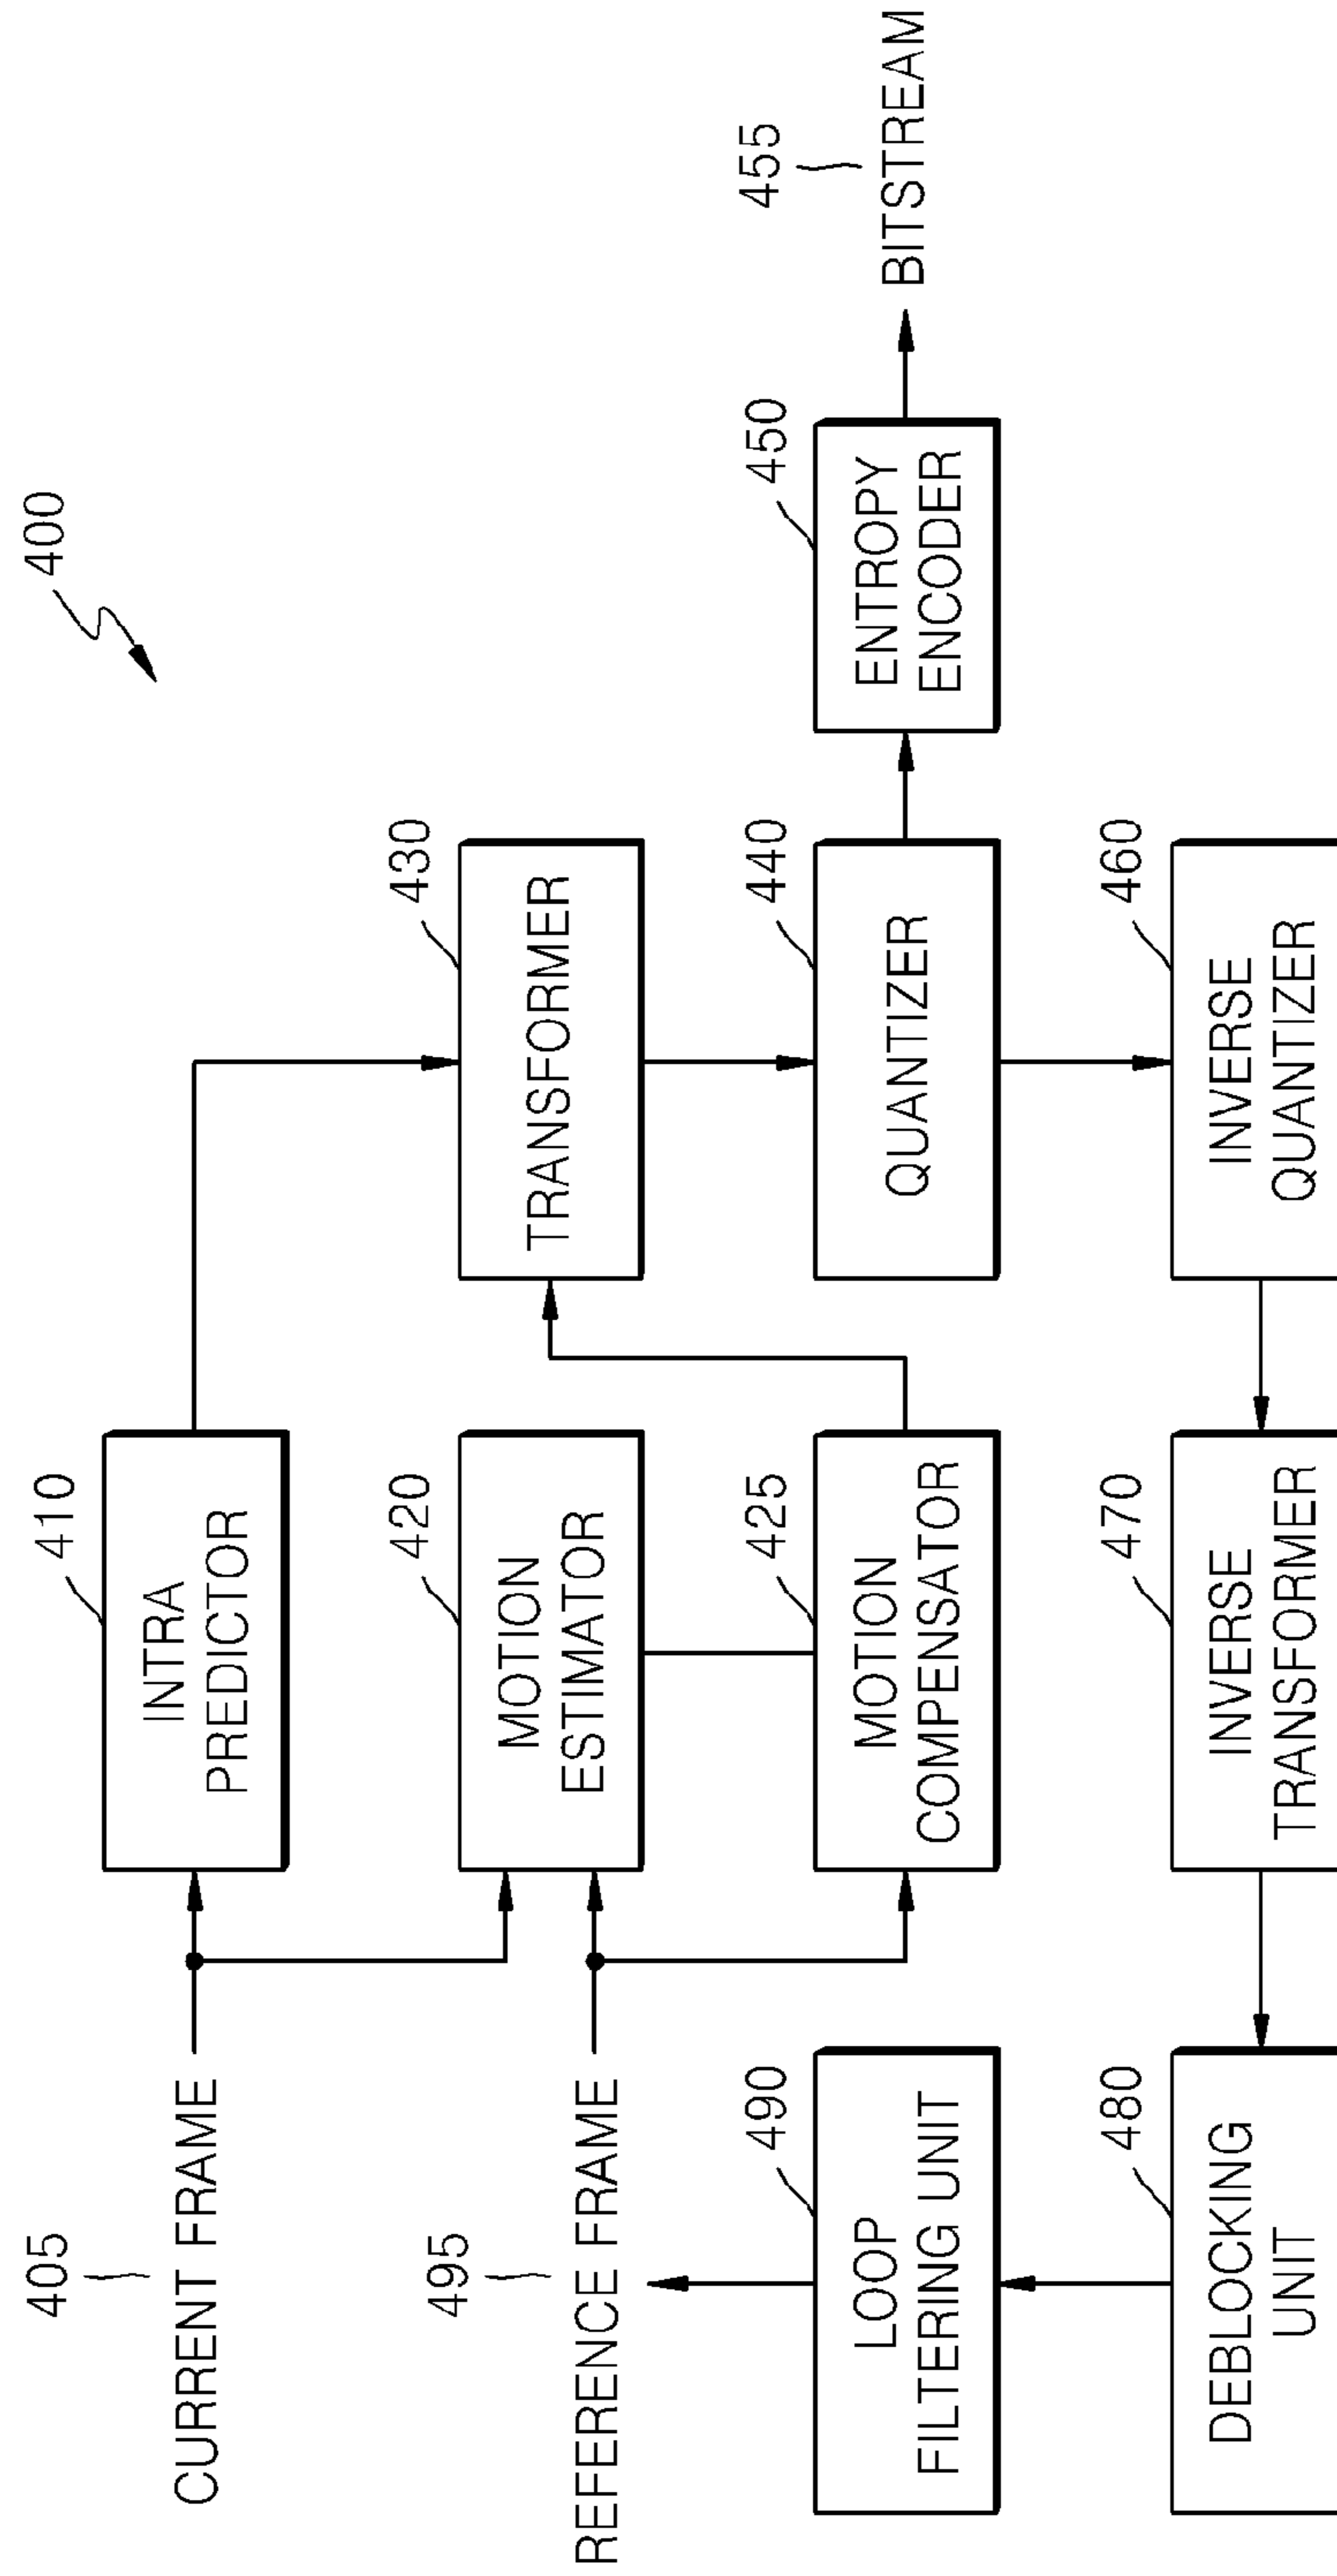 400
405
CURRENT FRAME
410
INTRA
PREDICTOR
495
REFERENCE FRAME
420
MOTION
ESTIMATOR
430
TRANSFORMER
490
LOOP
FILTERING UNIT
425
MOTION
COMPENSATOR
440
QUANTIZER
450
ENTROPY
ENCODER
455
BITSTREAM
480
DEBLOCKING
UNIT
470
INVERSE
TRANSFORMER
460
INVERSE
QUANTIZER